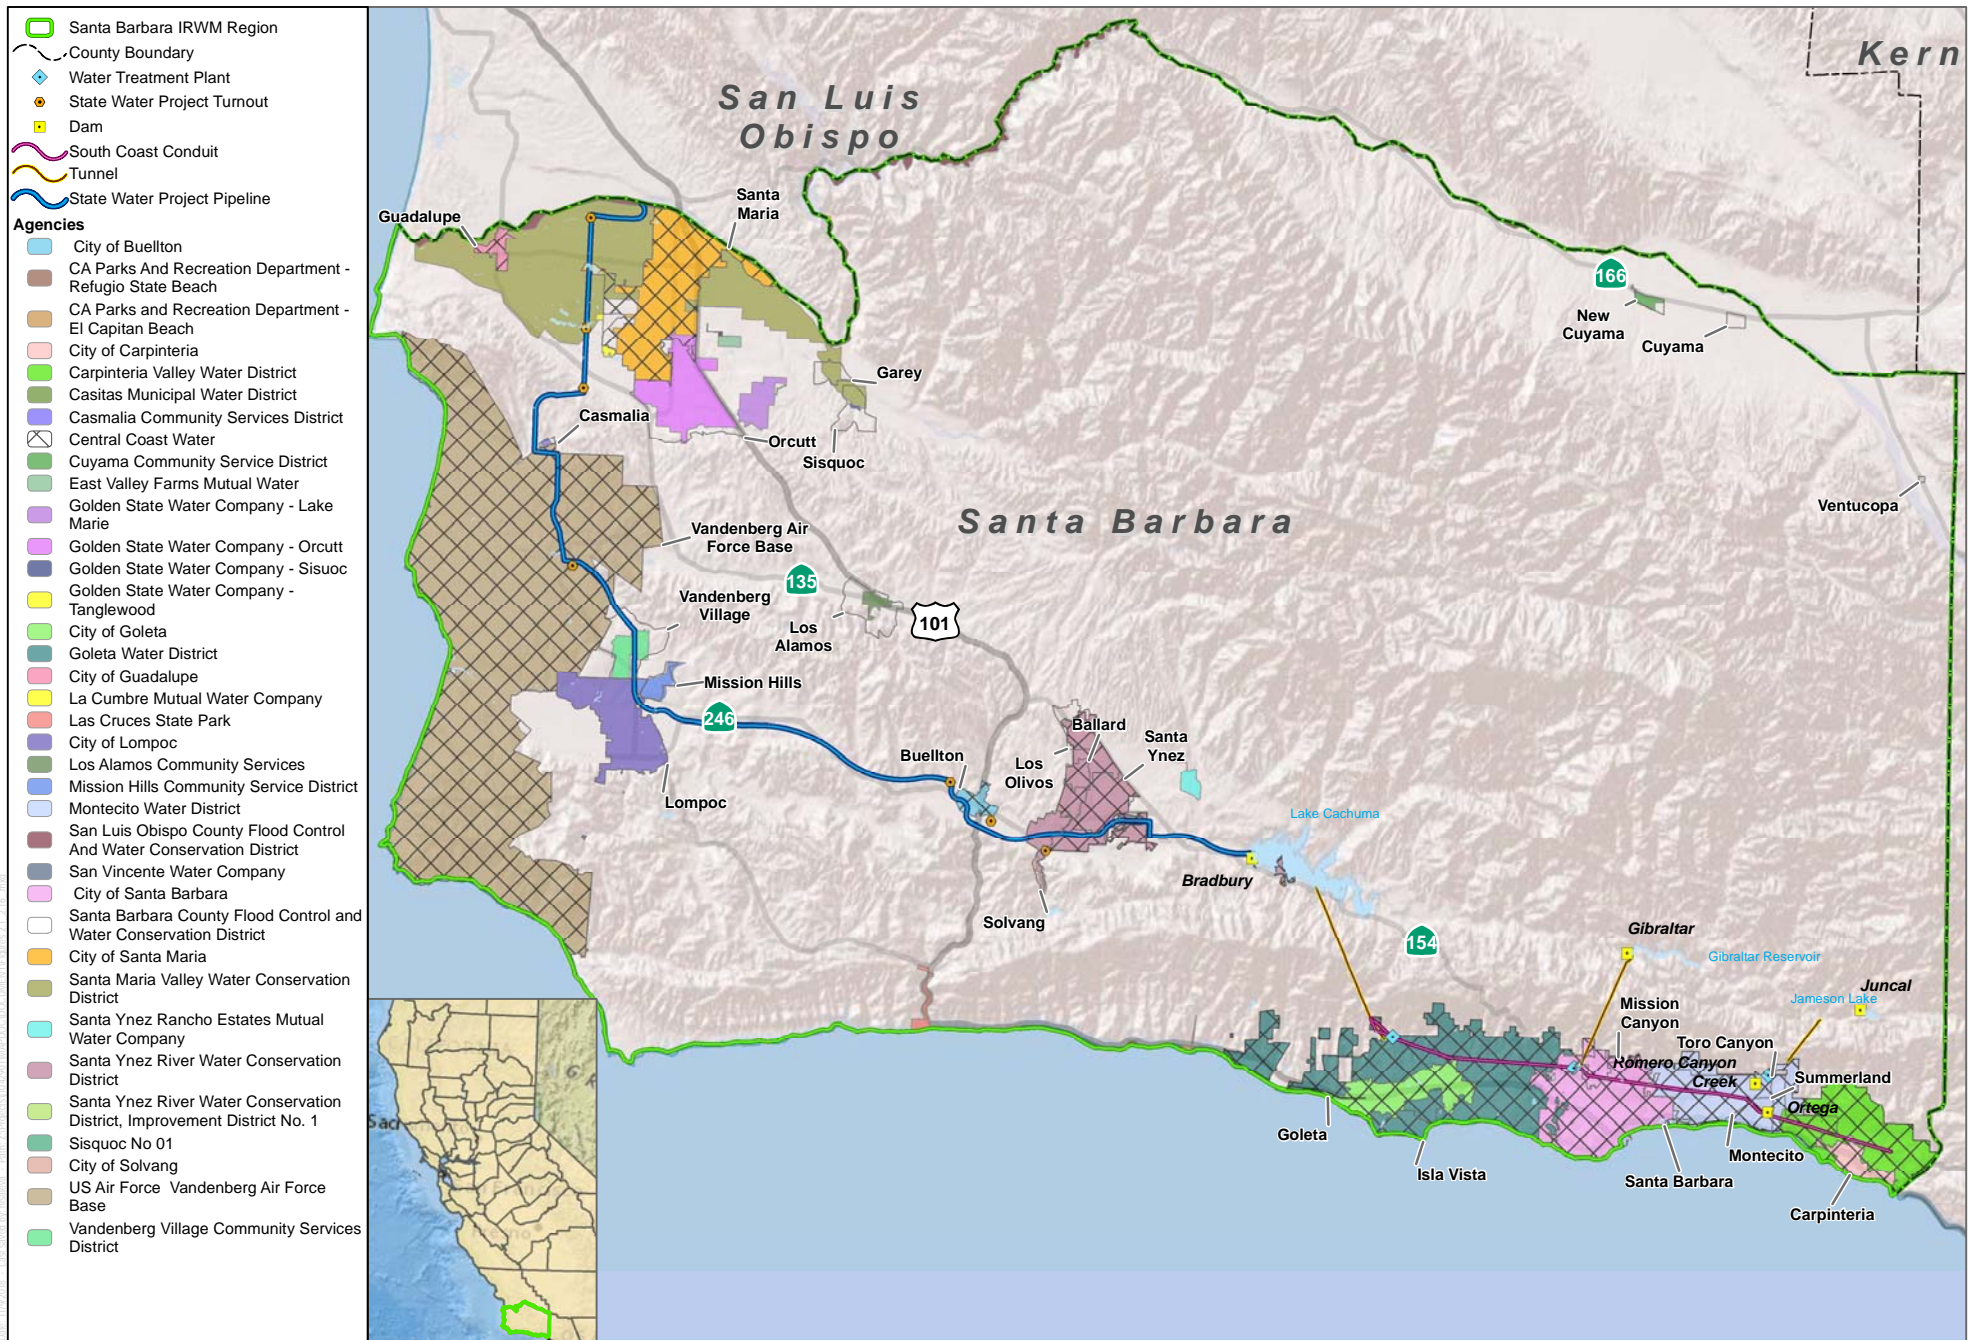 Santa Barbara IRWM Region
County Boundary
Water Treatment Plant
State Water Project Turnout
Dam
South Coast Conduit
Tunnel
State Water Project Pipeline
Agencies
City of Buellton
CA Parks And Recreation Department -
Refugio State Beach
CA Parks and Recreation Department -
El Capitan Beach
City of Carpinteria
Carpinteria Valley Water District
Casitas Municipal Water District
Casmalia Community Services District
Central Coast Water
Cuyama Community Service District
East Valley Farms Mutual Water
Golden State Water Company - Lake
Marie
Golden State Water Company - Orcutt
Golden State Water Company - Sisuoc
Golden State Water Company -
Tanglewood
City of Goleta
Goleta Water District
City of Guadalupe
La Cumbre Mutual Water Company
Las Cruces State Park
City of Lompoc
Los Alamos Community Services
Mission Hills Community Service District
Montecito Water District
San Luis Obispo County Flood Control
And Water Conservation District
San Vincente Water Company
City of Santa Barbara
Santa Barbara County Flood Control and
Water Conservation District
City of Santa Maria
Santa Maria Valley Water Conservation
District
Santa Ynez Rancho Estates Mutual
Water Company
Santa Ynez River Water Conservation
District
Santa Ynez River Water Conservation
District, Improvement District No. 1
Sisquoc No 01
City of Solvang
US Air Force Vandenberg Air Force
Base
Vandenberg Village Community Services
District
Kern
San Luis
Obispo
Santa Barbara
Guadalupe
Santa
Maria
166
New
Cuyama
Cuyama
Garey
Casmalia
Orcutt
Sisquoc
Ventucopa
Vandenberg Air
Force Base
135
Vandenberg
Village
Los
Alamos
101
Mission Hills
246
Ballard
Santa
Ynez
Buellton
Los
Olivos
Lompoc
Lake Cachuma
Bradbury
Solvang
154
Gibraltar
Gibraltar Reservoir
Juncal
Jameson Lake
Mission
Canyon
Toro Canyon
Romero Canyon
Creek
Summerland
Ortega
Goleta
Isla Vista
Montecito
Santa Barbara
Carpinteria